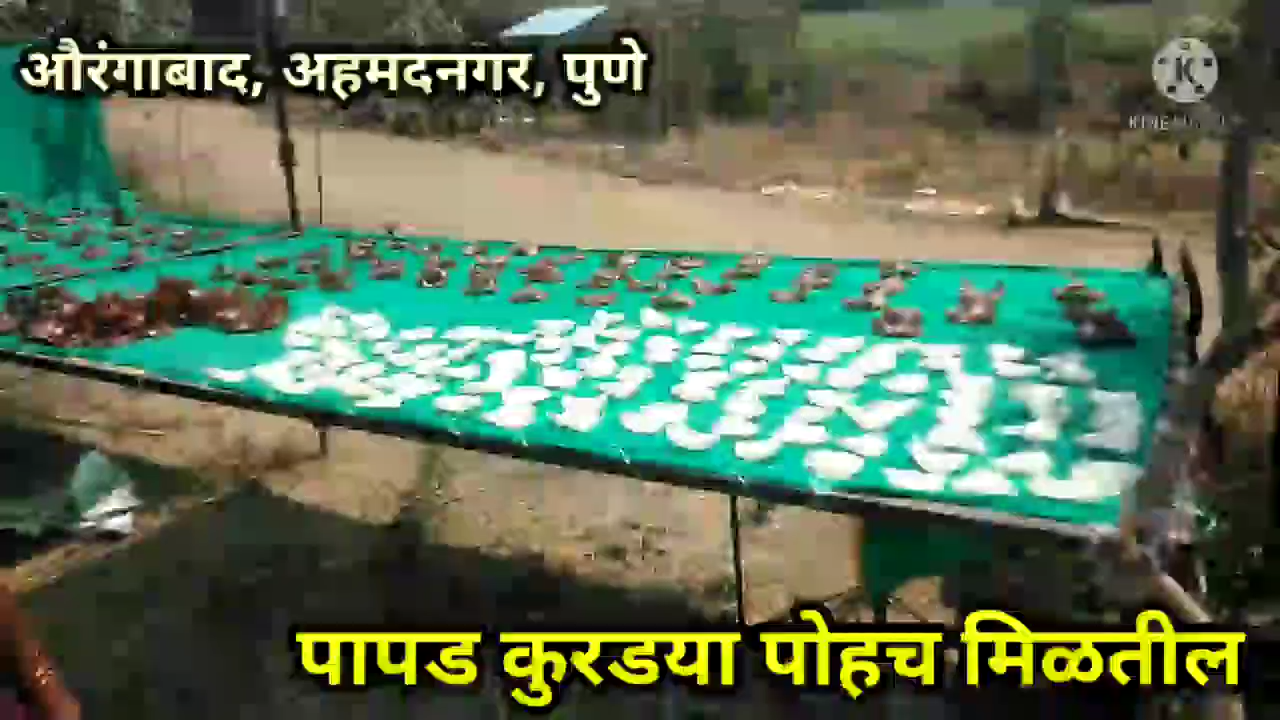 औरंगाबाद, अहमदनगर, पुणे
K
पापड कुरडया पोहच मिळतील